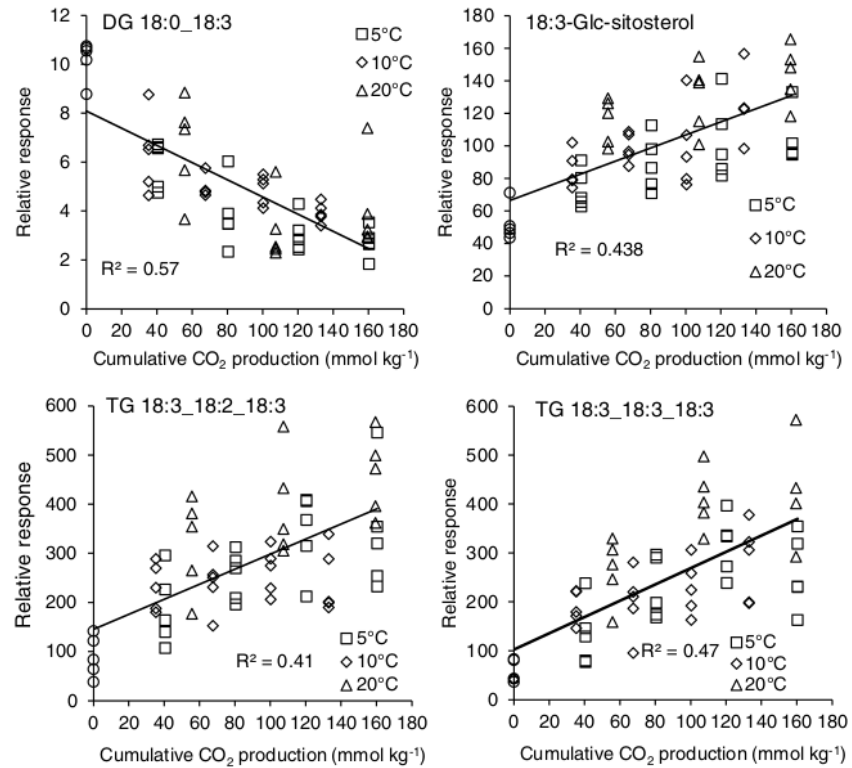 DG 18:0_18:3
12
10
8
6
4
2
0
Relative response
5°C
10°C
20°C
R² = 0.57
0 20 40 60 80 100 120 140 160 180
Cumulative CO₂ production (mmol kg⁻¹)
18:3-Glc-sitosterol
180
160
140
120
100
80
60
40
20
0
Relative response
5°C
10°C
20°C
R² = 0.438
0 20 40 60 80 100 120 140 160 180
Cumulative CO₂ production (mmol kg⁻¹)
TG 18:3_18:2_18:3
600
500
400
300
200
100
0
Relative response
5°C
10°C
20°C
R² = 0.41
0 20 40 60 80 100 120 140 160 180
Cumulative CO₂ production (mmol kg⁻¹)
TG 18:3_18:3_18:3
600
500
400
300
200
100
0
Relative response
5°C
10°C
20°C
R² = 0.47
0 20 40 60 80 100 120 140 160 180
Cumulative CO₂ production (mmol kg⁻¹)